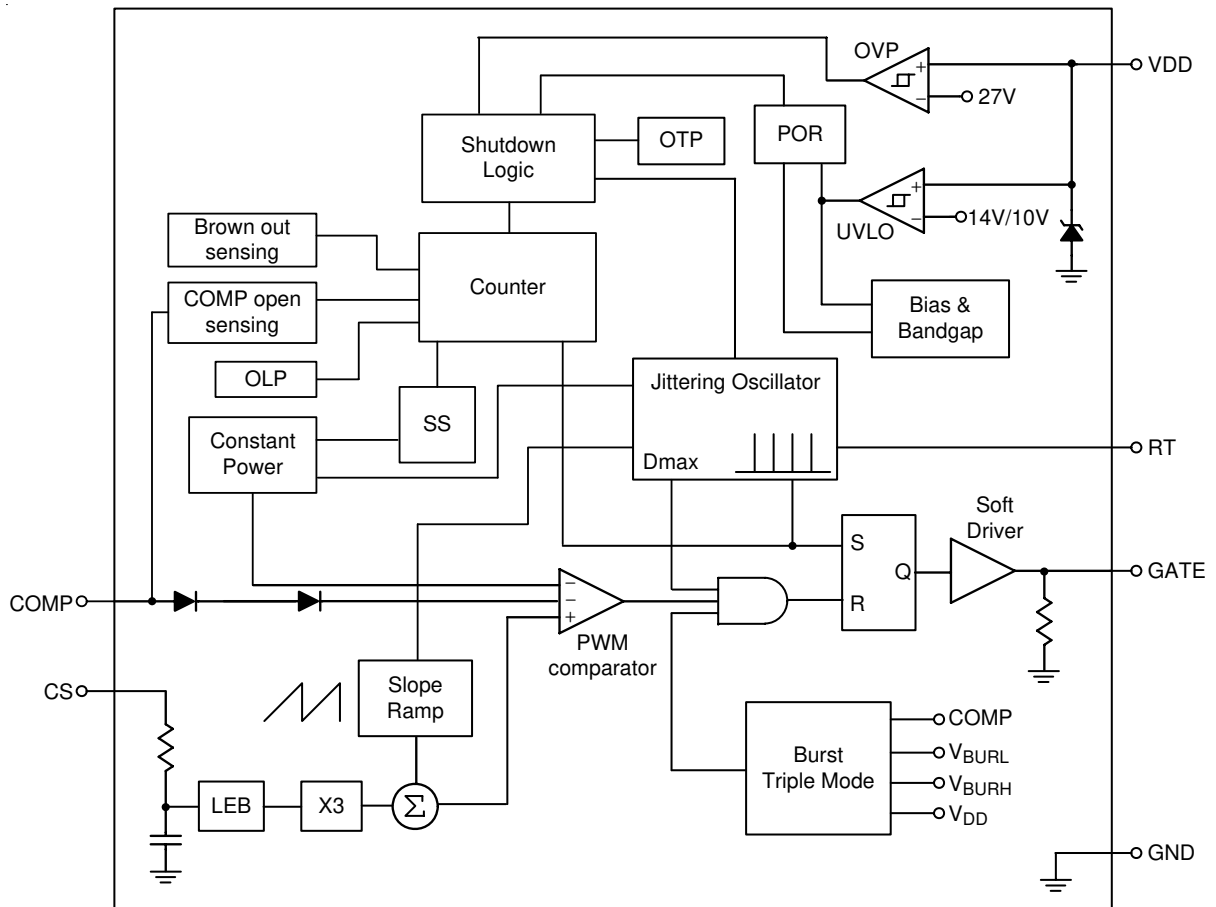 OVP
+
−
27V
VDD
Shutdown
Logic
OTP
POR
+
−
14V/10V
UVLO
Brown out
sensing
Counter
COMP open
sensing
Bias &
Bandgap
OLP
SS
Jittering Oscillator
Dmax
Constant
Power
RT
Soft
Driver
S
Q
R
GATE
COMP
−
−
+
PWM
comparator
CS
Slope
Ramp
Burst
Triple Mode
COMP
VBURL
VBURH
VDD
LEB
X3
Σ
GND